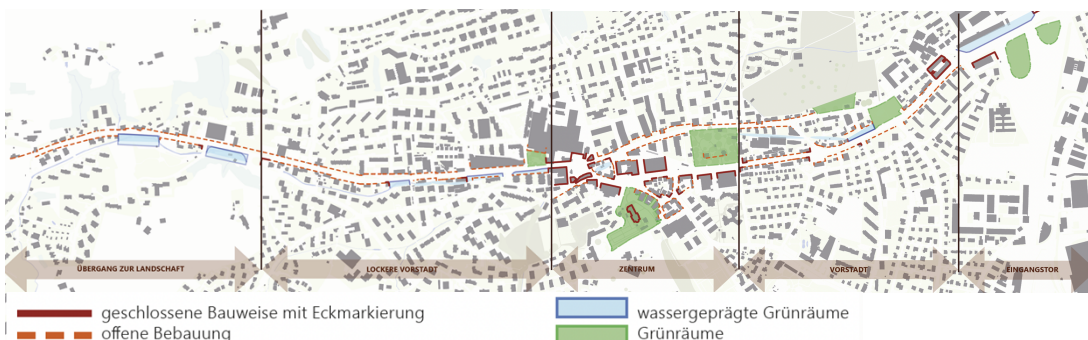 ÜBERGANG ZUR LANDSCHAFT
LOCKERE VORSTADT
ZENTRUM
VORSTADT
EINGANGSTOR
geschlossene Bauweise mit Eckmarkierung
offene Bebauung
wassergeprägte Grünräume
Grünräume